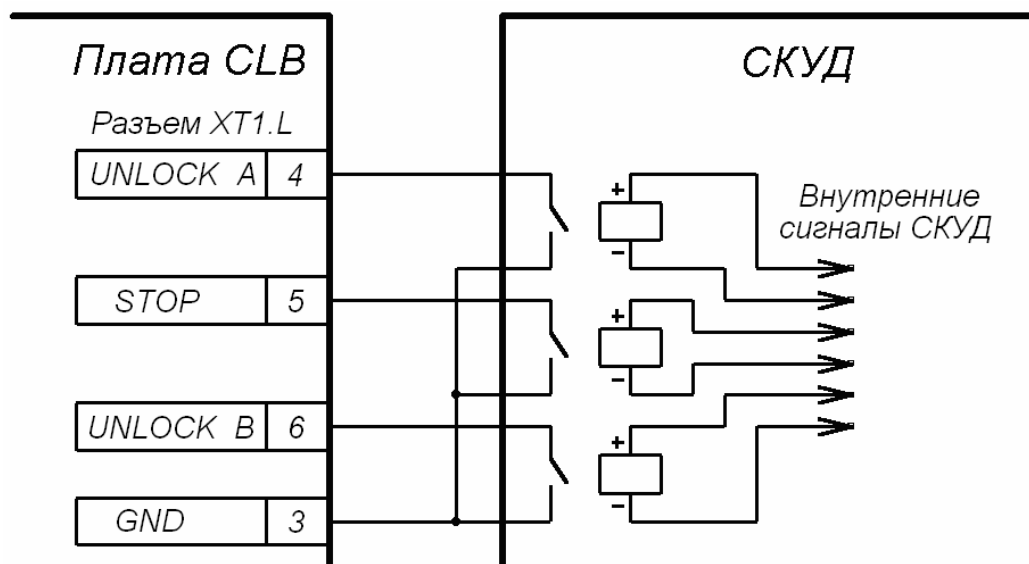 Плата CLB
СКУД
Разъем XT1.L
UNLOCK A 4
STOP 5
UNLOCK B 6
GND 3
+
−
+
−
+
−
Внутренние
сигналы СКУД